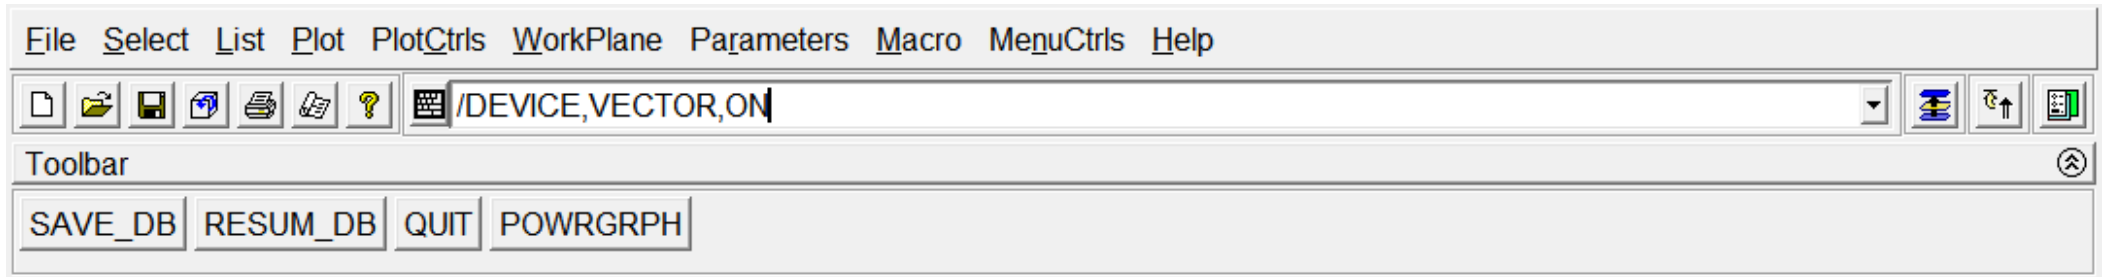 File Select List Plot PlotCtrls WorkPlane Parameters Macro MenuCtrls Help
/DEVICE,VECTOR,ON
Toolbar
SAVE_DB RESUM_DB QUIT POWRGRPH